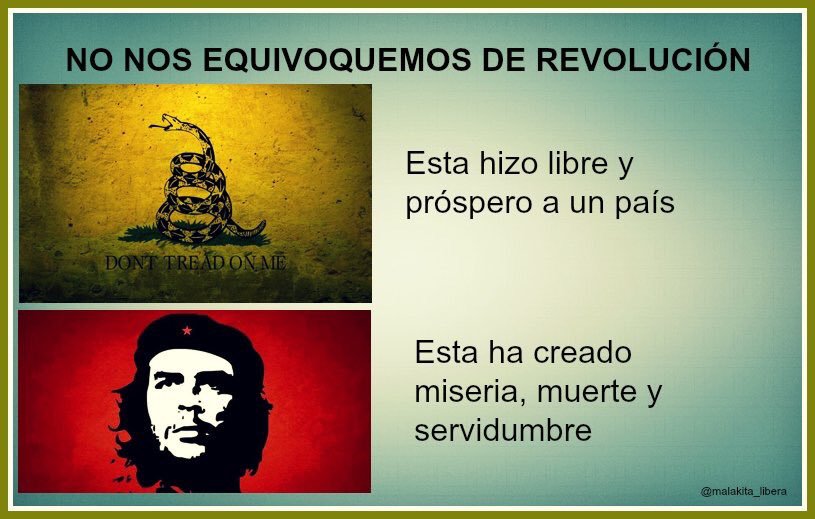 NO NOS EQUIVOQUEMOS DE REVOLUCIÓN
Esta hizo libre y
próspero a un país
DONT TREAD ON ME
Esta ha creado
miseria, muerte y
servidumbre
@malakita_libera